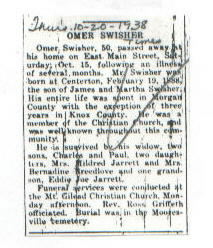 Thurs. 10-20-1938
Times
OMER SWISHER
Omer, Swisher, 50, passed away at
his home on East Main Street, Sat-
urday; Oct. 15, following an illness
of several months. Mr. Swisher was
born at Centerton, February 19, 1888,
the son of James and Martha Swisher.
His entire life was spent in Morgan
County with the exception of three
years in Knox County. He was a
member of the Christian Church, and
was well known throughout this com-
munity.
He is survived by his widow, two
sons, Charles and Paul, two daugh-
ters, Mrs. Mildred Jarrett and Mrs.
Bernadine Breedlove and one grand-
son, Eddie Joe Jarrett.
Funeral services were conducted at
the Mt. Gilead Christian Church, Mon-
day afternoon. Rev. Ross Griffeth
officiated. Burial was in the Moores-
ville cemetery.